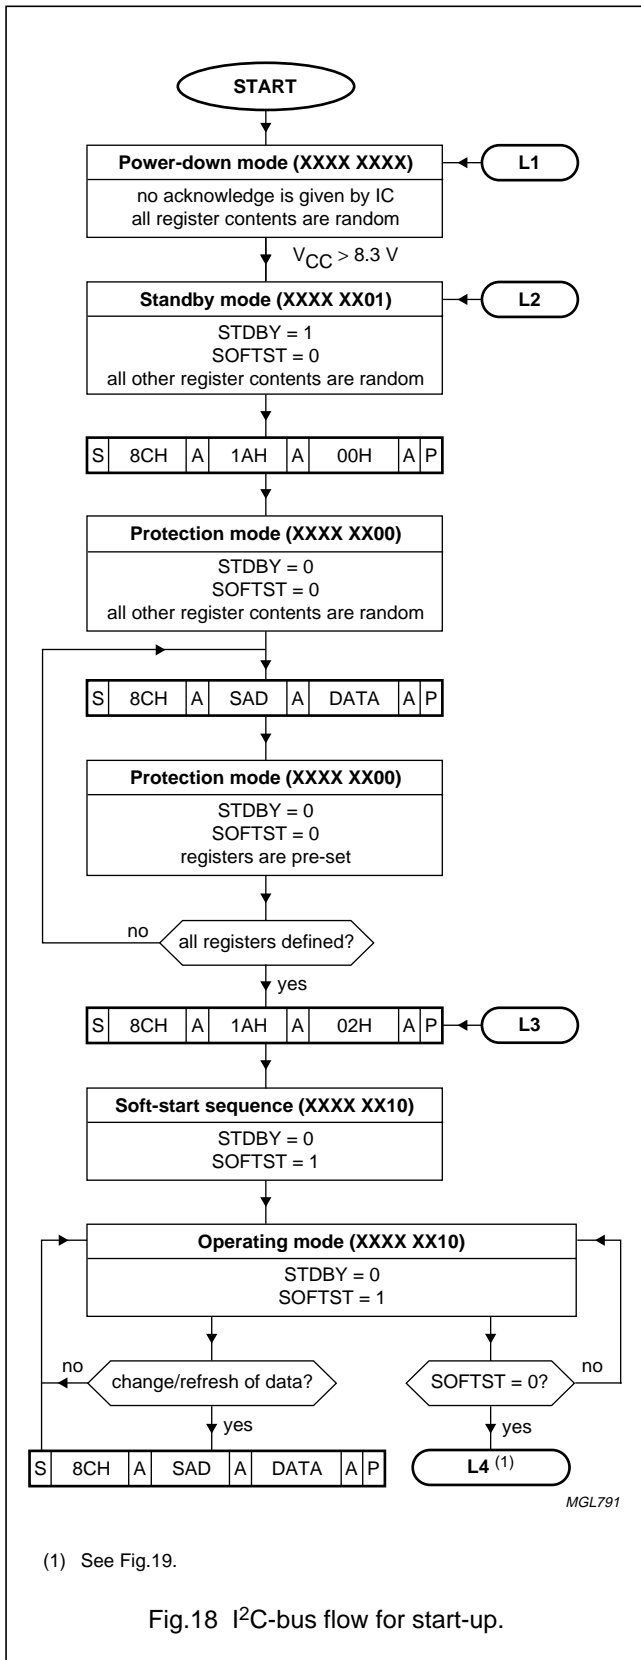 START
Power-down mode (XXXX XXXX)
L1
no acknowledge is given by IC
all register contents are random
VCC > 8.3 V
Standby mode (XXXX XX01)
L2
STDBY = 1
SOFTST = 0
all other register contents are random
S 8CH A 1AH A 00H A P
Protection mode (XXXX XX00)
STDBY = 0
SOFTST = 0
all other register contents are random
S 8CH A SAD A DATA A P
Protection mode (XXXX XX00)
STDBY = 0
SOFTST = 0
registers are pre-set
no
all registers defined?
yes
S 8CH A 1AH A 02H A P
L3
Soft-start sequence (XXXX XX10)
STDBY = 0
SOFTST = 1
Operating mode (XXXX XX10)
STDBY = 0
SOFTST = 1
no
change/refresh of data?
SOFTST = 0?
no
yes
yes
S 8CH A SAD A DATA A P
L4 (1)
MGL791
(1) See Fig.19.
Fig.18 I2C-bus flow for start-up.